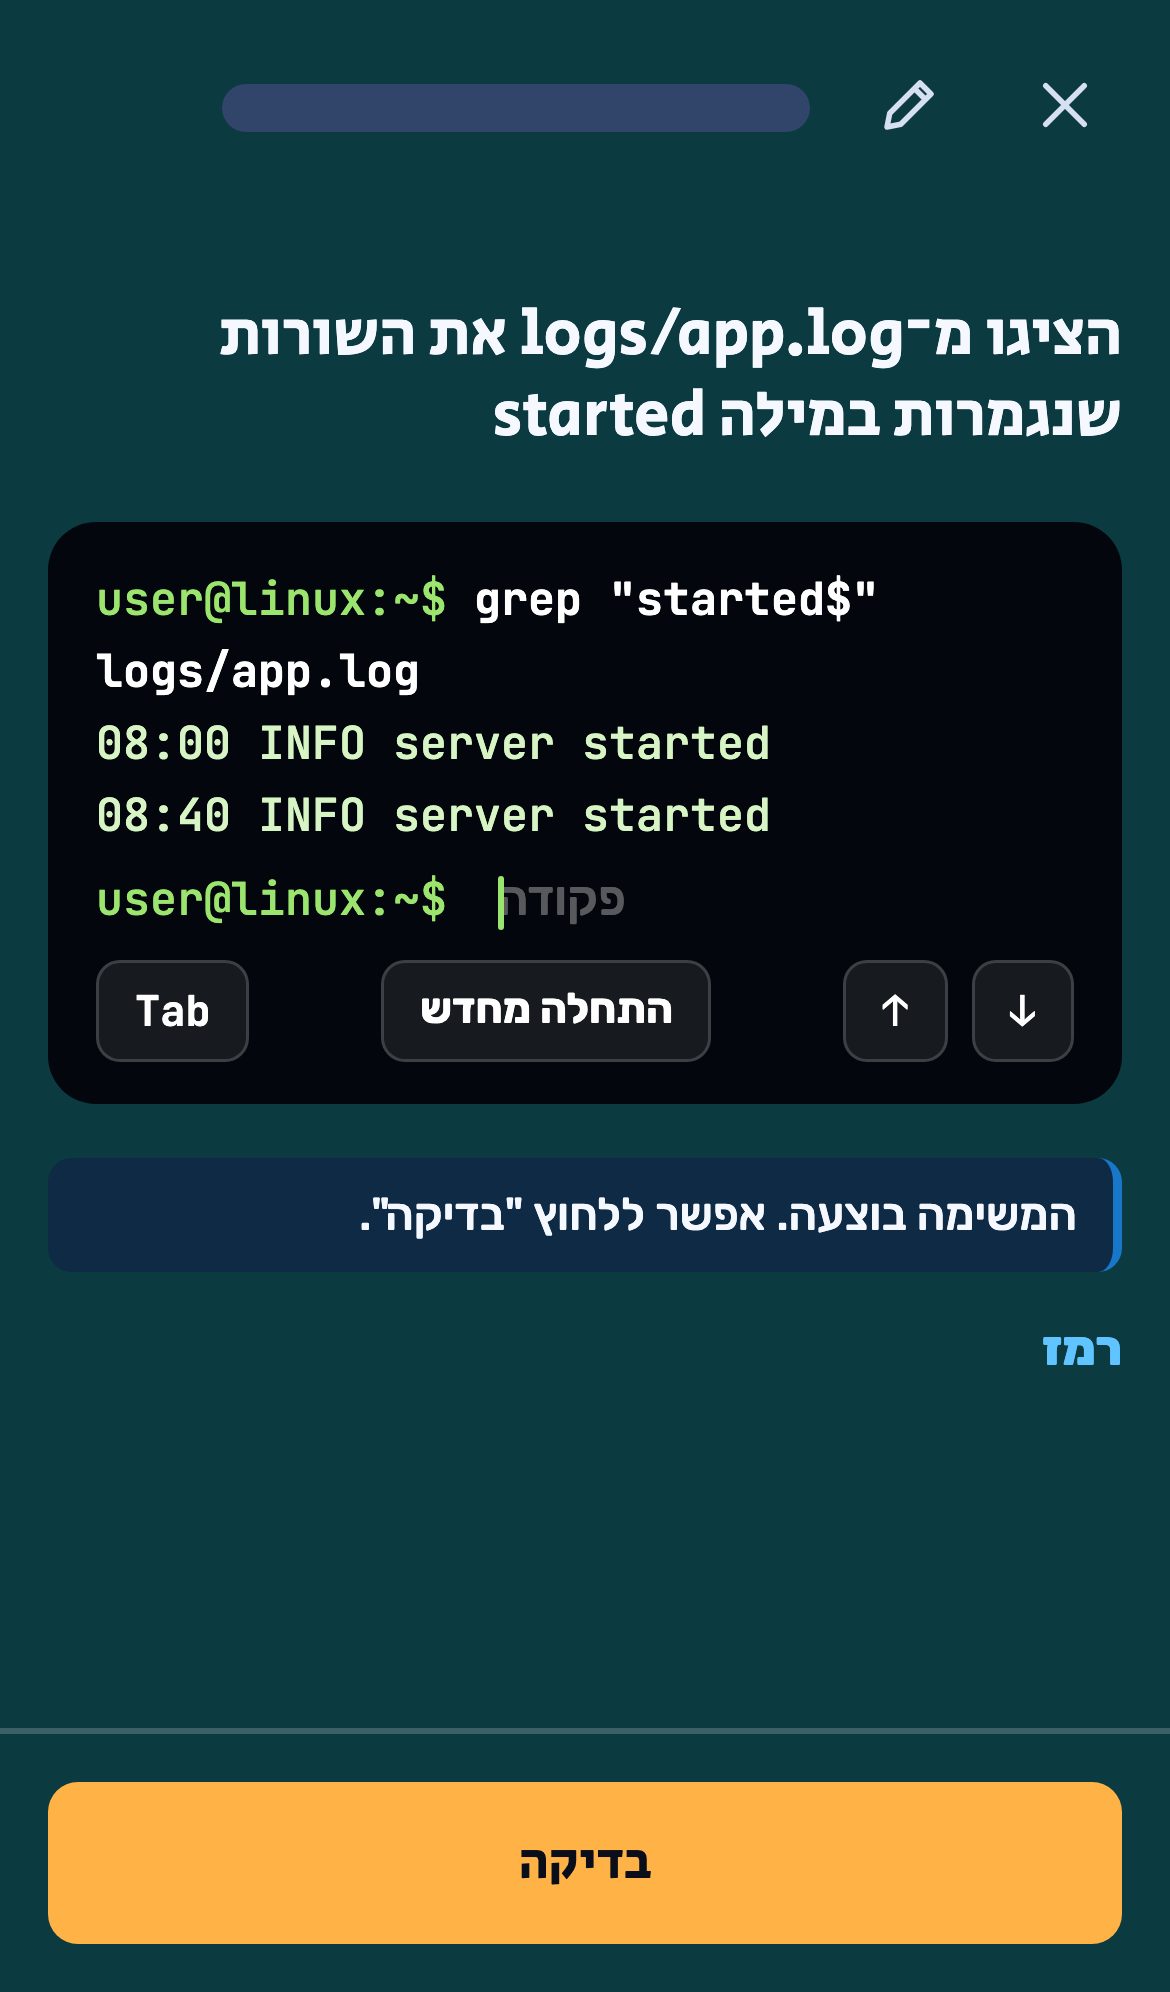 הציגו מ־logs/app.log את השורות
שנגמרות במילה started
user@linux:~$ grep "started$"
logs/app.log
08:00 INFO server started
08:40 INFO server started
user@linux:~$ פקודה
Tab
התחלה מחדש
↑
↓
המשימה בוצעה. אפשר ללחוץ "בדיקה".
רמז
בדיקה